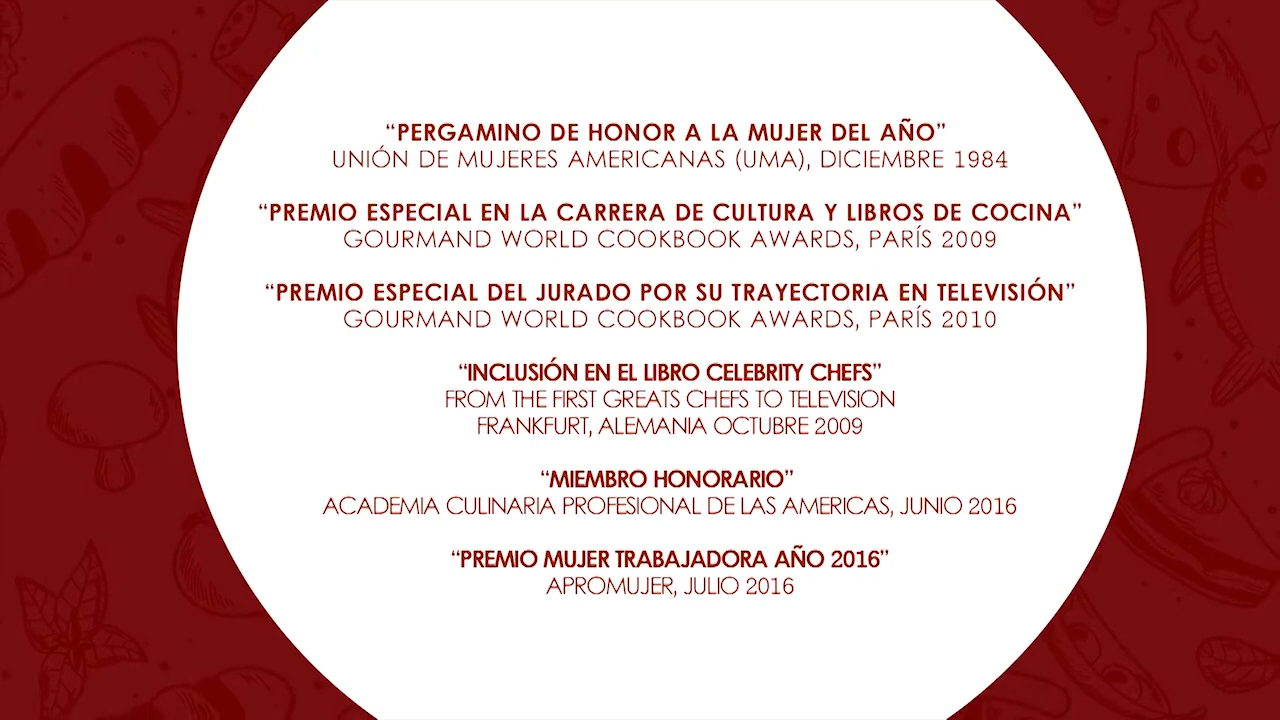 “PERGAMINO DE HONOR A LA MUJER DEL AÑO”
UNIÓN DE MUJERES AMERICANAS (UMA), DICIEMBRE 1984
“PREMIO ESPECIAL EN LA CARRERA DE CULTURA Y LIBROS DE COCINA”
GOURMAND WORLD COOKBOOK AWARDS, PARÍS 2009
“PREMIO ESPECIAL DEL JURADO POR SU TRAYECTORIA EN TELEVISIÓN”
GOURMAND WORLD COOKBOOK AWARDS, PARÍS 2010
“INCLUSIÓN EN EL LIBRO CELEBRITY CHEFS”
FROM THE FIRST GREATS CHEFS TO TELEVISION
FRANKFURT, ALEMANIA OCTUBRE 2009
“MIEMBRO HONORARIO”
ACADEMIA CULINARIA PROFESIONAL DE LAS AMERICAS, JUNIO 2016
“PREMIO MUJER TRABAJADORA AÑO 2016”
APROMUJER, JULIO 2016